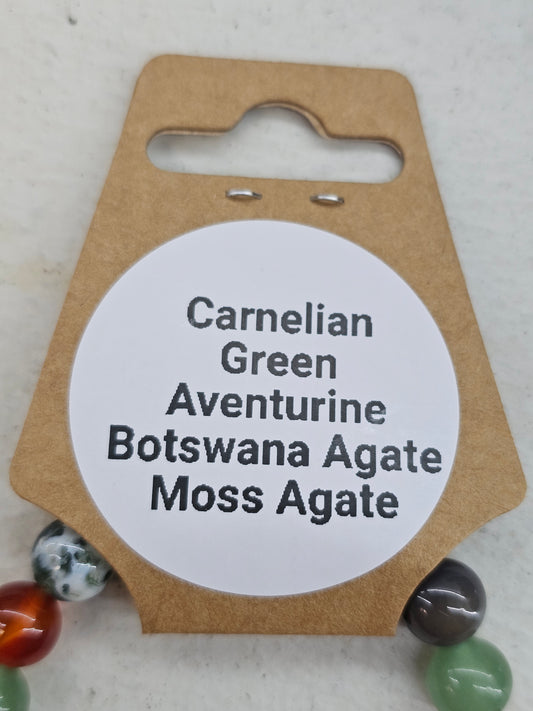 Carnelian
Green
Aventurine
Botswana Agate
Moss Agate